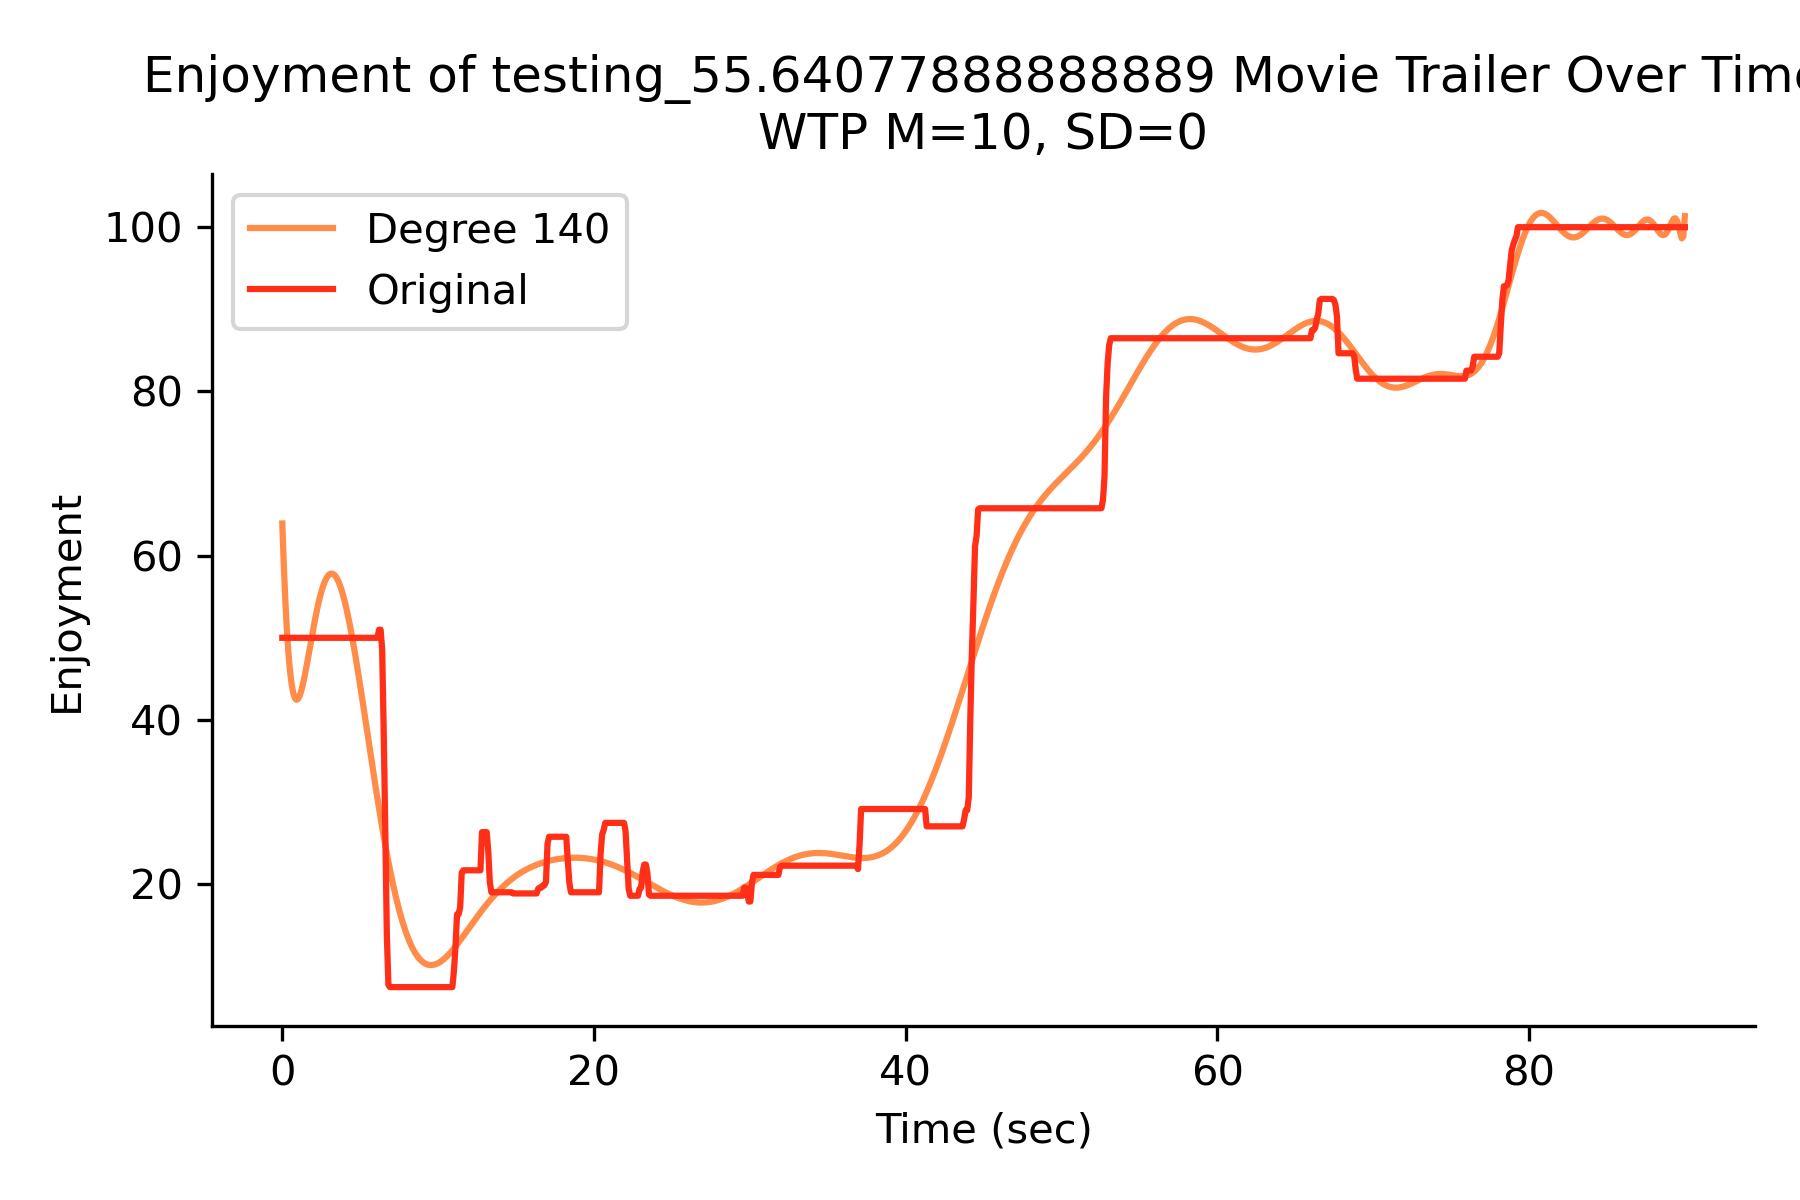 Enjoyment of testing_55.64077888888889 Movie Trailer Over Time
WTP M=10, SD=0
Degree 140
Original
100
80
60
40
20
Enjoyment
0 20 40 60 80
Time (sec)